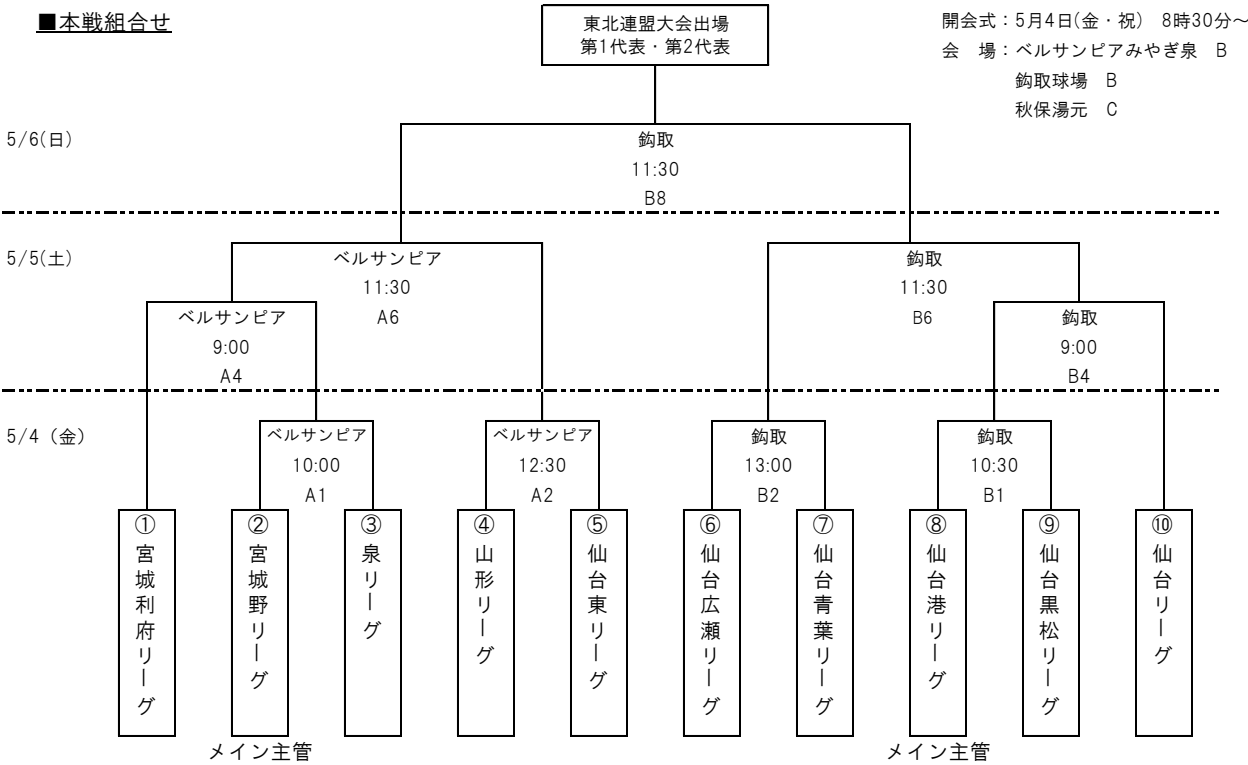 ■本戦組合せ
東北連盟大会出場
第1代表・第2代表
開会式：5月4日(金・祝)　8時30分～
会　場：ベルサンピアみやぎ泉　B
鈎取球場　B
秋保湯元　C
5/6(日)
鈎取
11:30
B8
5/5(土)
ベルサンピア
11:30
A6
鈎取
11:30
B6
ベルサンピア
9:00
A4
鈎取
9:00
B4
5/4（金）
ベルサンピア
10:00
A1
ベルサンピア
12:30
A2
鈎取
13:00
B2
鈎取
10:30
B1
①宮城利府リーグ
②宮城野リーグ
③泉リーグ
④山形リーグ
⑤仙台東リーグ
⑥仙台広瀬リーグ
⑦仙台青葉リーグ
⑧仙台港リーグ
⑨仙台黒松リーグ
⑩仙台リーグ
メイン主管
メイン主管